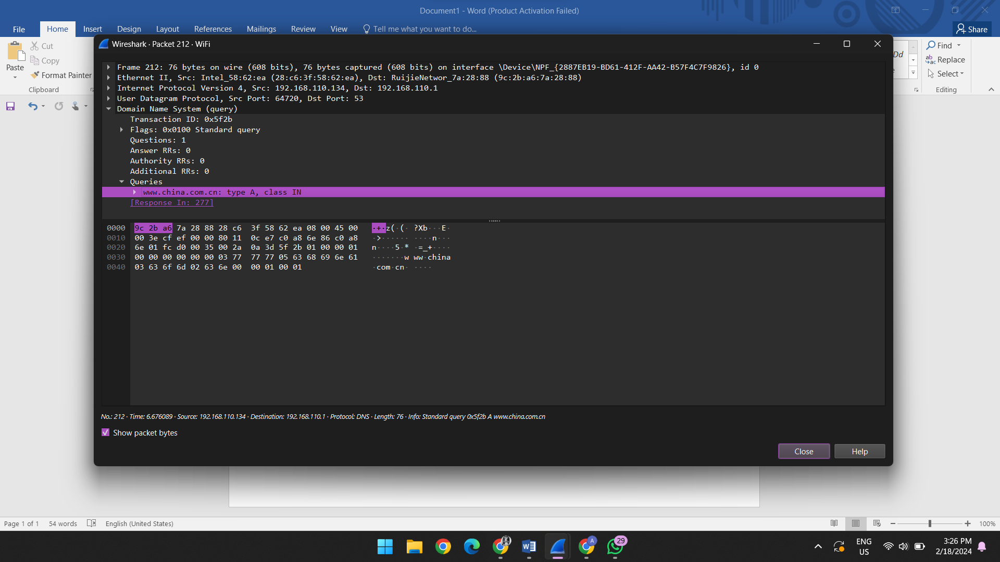 Document1 - Word (Product Activation Failed)
File Home Insert Design Layout References Mailings Review View Tell me what you want to do... Share
Paste
Cut
Copy
Format Painter
Clipboard
Dd
Find
Replace
Select
Editing
Wireshark · Packet 212 · WiFi
Frame 212: 76 bytes on wire (608 bits), 76 bytes captured (608 bits) on interface \Device\NPF_{2887EB19-BD61-412F-AA42-B57F4C7F9826}, id 0
Ethernet II, Src: Intel_58:62:ea (28:c6:3f:58:62:ea), Dst: RuijieNetwor_7a:28:88 (9c:2b:a6:7a:28:88)
Internet Protocol Version 4, Src: 192.168.110.134, Dst: 192.168.110.1
User Datagram Protocol, Src Port: 64720, Dst Port: 53
Domain Name System (query)
Transaction ID: 0x5f2b
Flags: 0x0100 Standard query
Questions: 1
Answer RRs: 0
Authority RRs: 0
Additional RRs: 0
Queries
www.china.com.cn: type A, class IN
[Response In: 277]
0000 9c 2b a6 7a 28 88 28 c6 3f 58 62 ea 08 00 45 00 ·+·z(·(· ?Xb···E·
0010 00 3e cf ef 00 00 80 11 0c e7 c0 a8 6e 86 c0 a8 ·>······ ····n···
0020 6e 01 fc d0 00 35 00 2a 0a 3d 5f 2b 01 00 00 01 n····5·* ·=_+····
0030 00 00 00 00 00 00 03 77 77 77 05 63 68 69 6e 61 ·······w ww·china
0040 03 63 6f 6d 02 63 6e 00 00 01 00 01 ·com·cn· ····
No.: 212 · Time: 6.676089 · Source: 192.168.110.134 · Destination: 192.168.110.1 · Protocol: DNS · Length: 76 · Info: Standard query 0x5f2b A www.china.com.cn
Show packet bytes
Close Help
Page 1 of 1 54 words English (United States) 100%
29
ENG
US
3:26 PM
2/18/2024